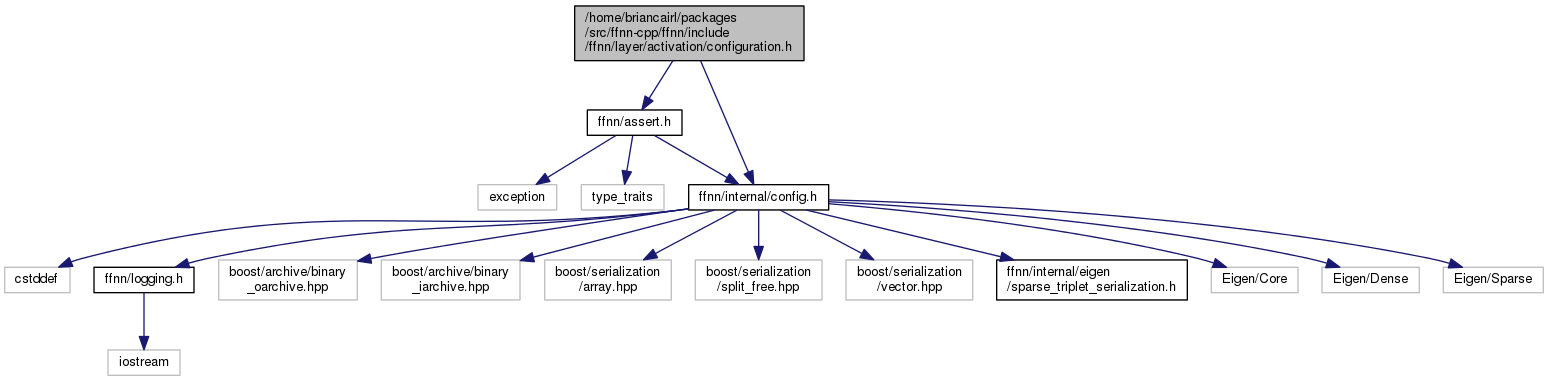 /home/briancairl/packages
/src/ffnn-cpp/ffnn/include
/ffnn/layer/activation/configuration.h
ffnn/assert.h
exception
type_traits
ffnn/internal/config.h
cstddef
ffnn/logging.h
boost/archive/binary
_oarchive.hpp
boost/archive/binary
_iarchive.hpp
boost/serialization
/array.hpp
boost/serialization
/split_free.hpp
boost/serialization
/vector.hpp
ffnn/internal/eigen
/sparse_triplet_serialization.h
Eigen/Core
Eigen/Dense
Eigen/Sparse
iostream